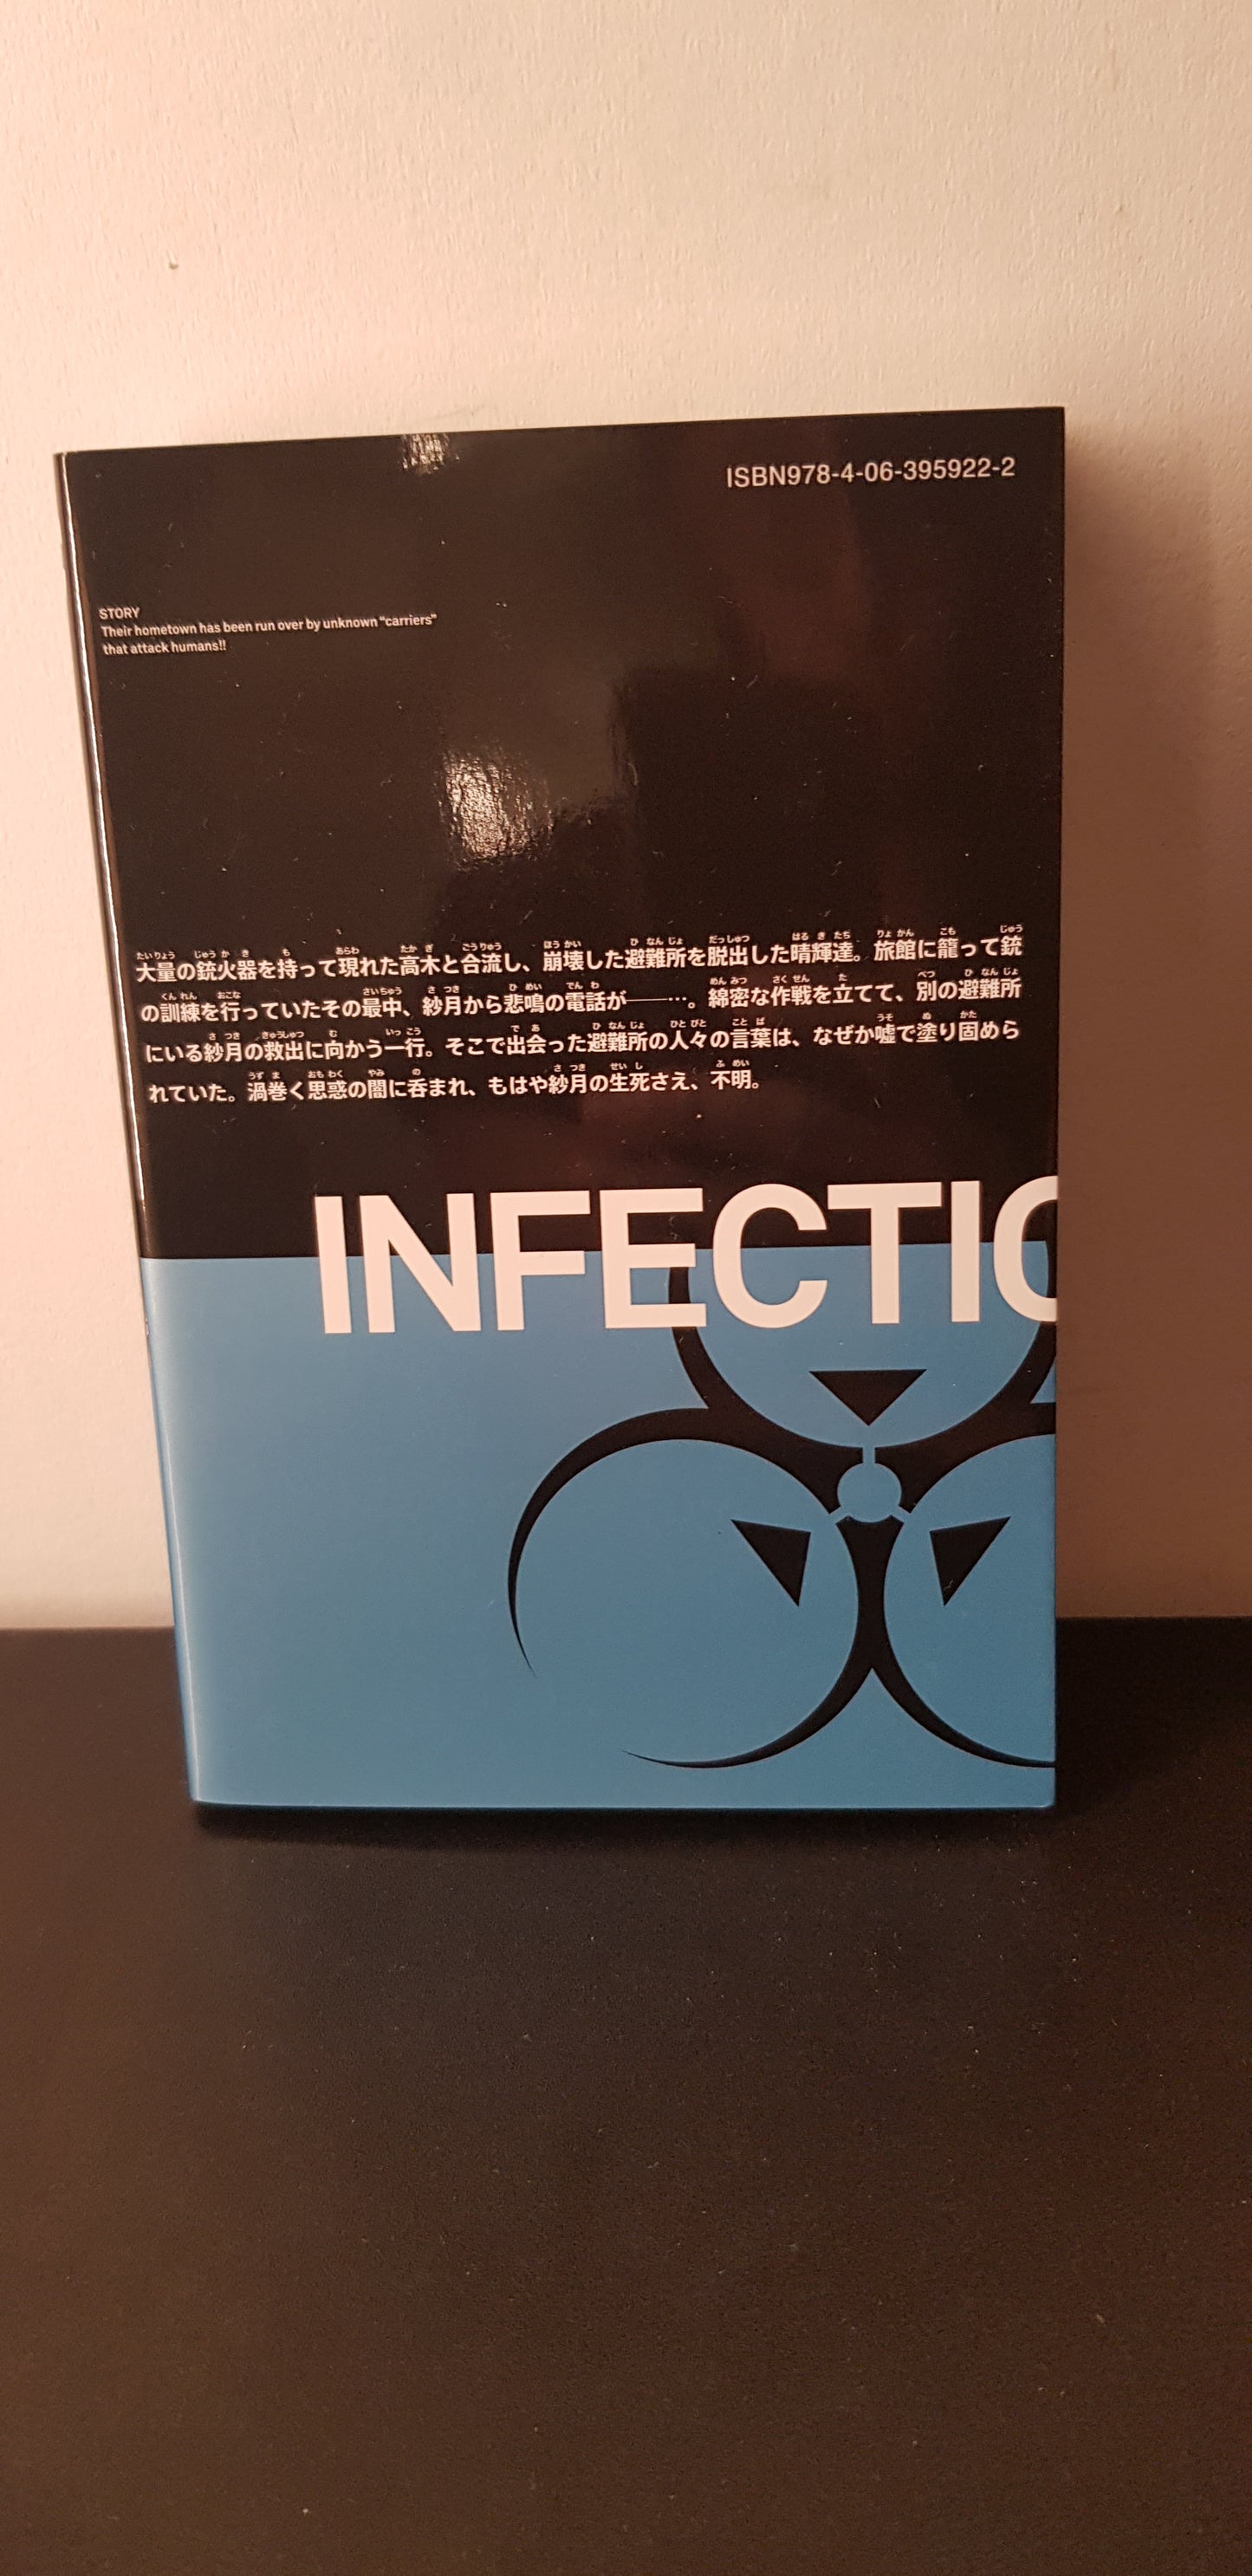 ISBN978-4-06-395922-2
STORY
Their hometown has been run over by unknown “carriers”
that attack humans!!
大量の銃火器を持って現れた高木と合流し、崩壊した避難所を脱出した晴輝達。旅館に籠って銃
の訓練を行っていたその最中、紗月から悲鳴の電話が――…。綿密な作戦を立てて、別の避難所
にいる紗月の救出に向かう一行。そこで出会った避難所の人々の言葉は、なぜか嘘で塗り固めら
れていた。渦巻く思惑の闇に呑まれ、もはや紗月の生死さえ、不明。
INFECTIO